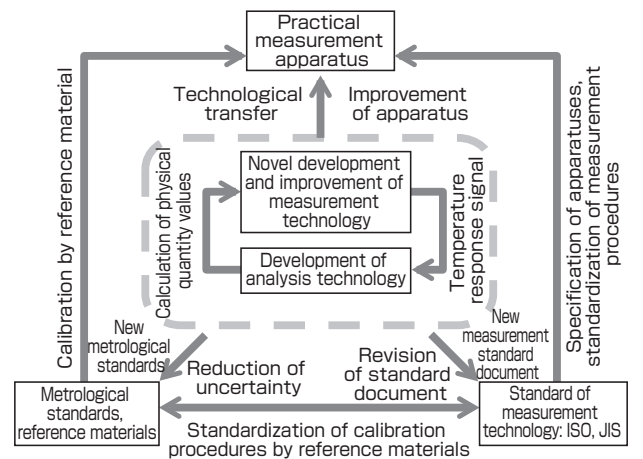 Practical
measurement
apparatus
Calibration by reference material
Technological
transfer
Improvement
of apparatus
Specification of apparatuses,
standardization of measurement
procedures
Calculation of physical
quantity values
Novel development
and improvement of
measurement
technology
Temperature
response signal
Development of
analysis technology
New
metrological
standards
Reduction of
uncertainty
Revision
of standard
document
New
measurement
standard
document
Metrological
standards,
reference materials
Standardization of calibration
procedures by reference materials
Standard of
measurement
technology: ISO, JIS